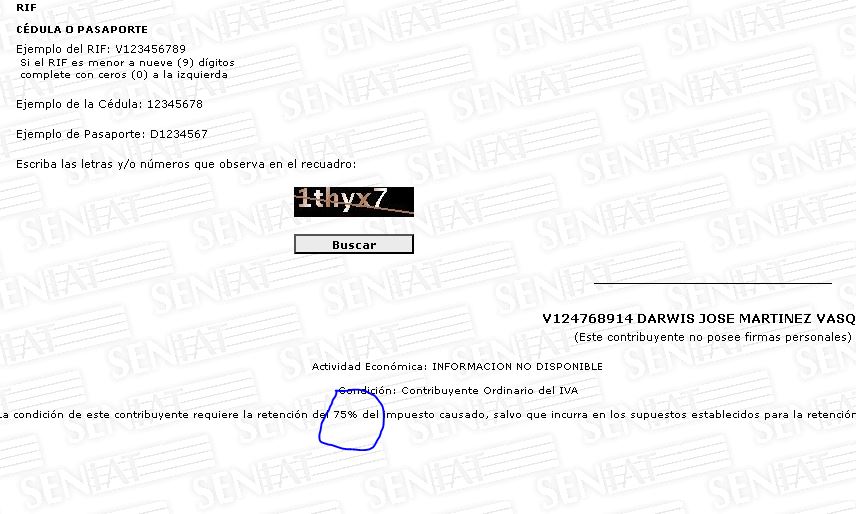 RIF
CÉDULA O PASAPORTE
Ejemplo del RIF: V123456789
Si el RIF es menor a nueve (9) dígitos
complete con ceros (0) a la izquierda
Ejemplo de la Cédula: 12345678
Ejemplo de Pasaporte: D1234567
Escriba las letras y/o números que observa en el recuadro:
1thyx7
Buscar
V124768914 DARWIS JOSE MARTINEZ VASQ
(Este contribuyente no posee firmas personales)
Actividad Económica: INFORMACION NO DISPONIBLE
Condición: Contribuyente Ordinario del IVA
La condición de este contribuyente requiere la retención del 75% del impuesto causado, salvo que incurra en los supuestos establecidos para la retención
SENIAT